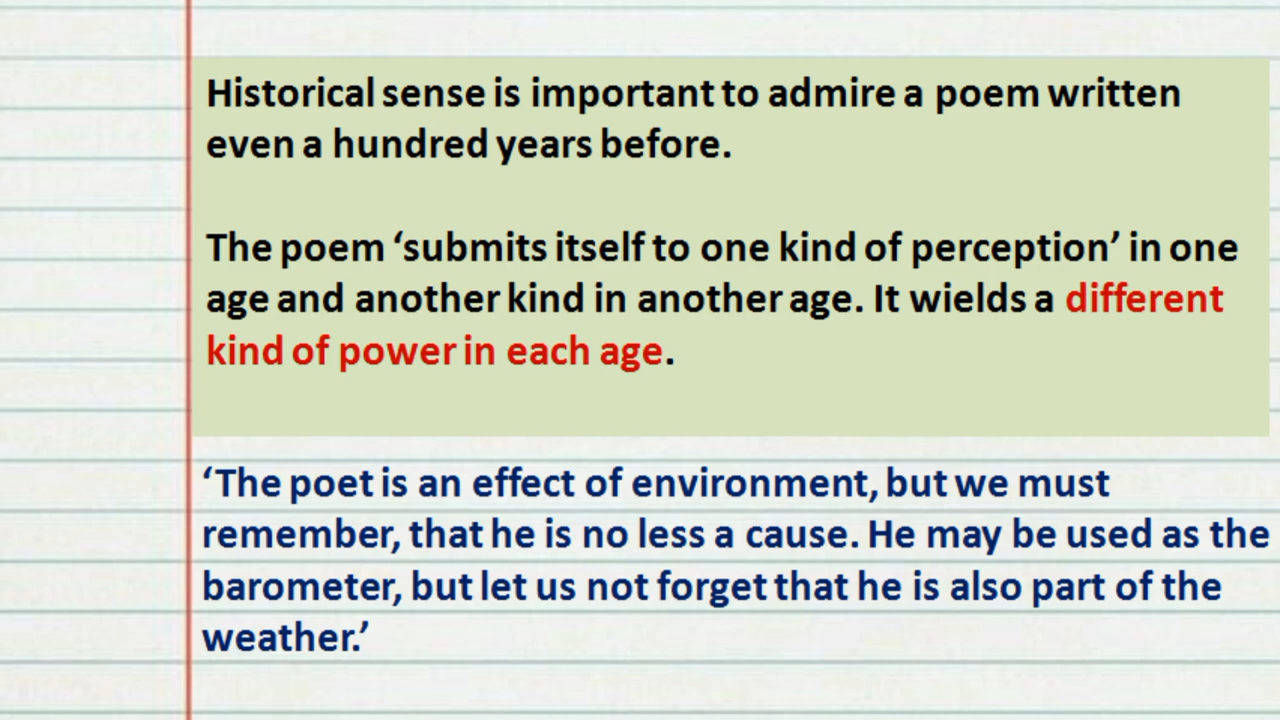 Historical sense is important to admire a poem written
even a hundred years before.
The poem ‘submits itself to one kind of perception’ in one
age and another kind in another age. It wields a different
kind of power in each age.
‘The poet is an effect of environment, but we must
remember, that he is no less a cause. He may be used as the
barometer, but let us not forget that he is also part of the
weather.’